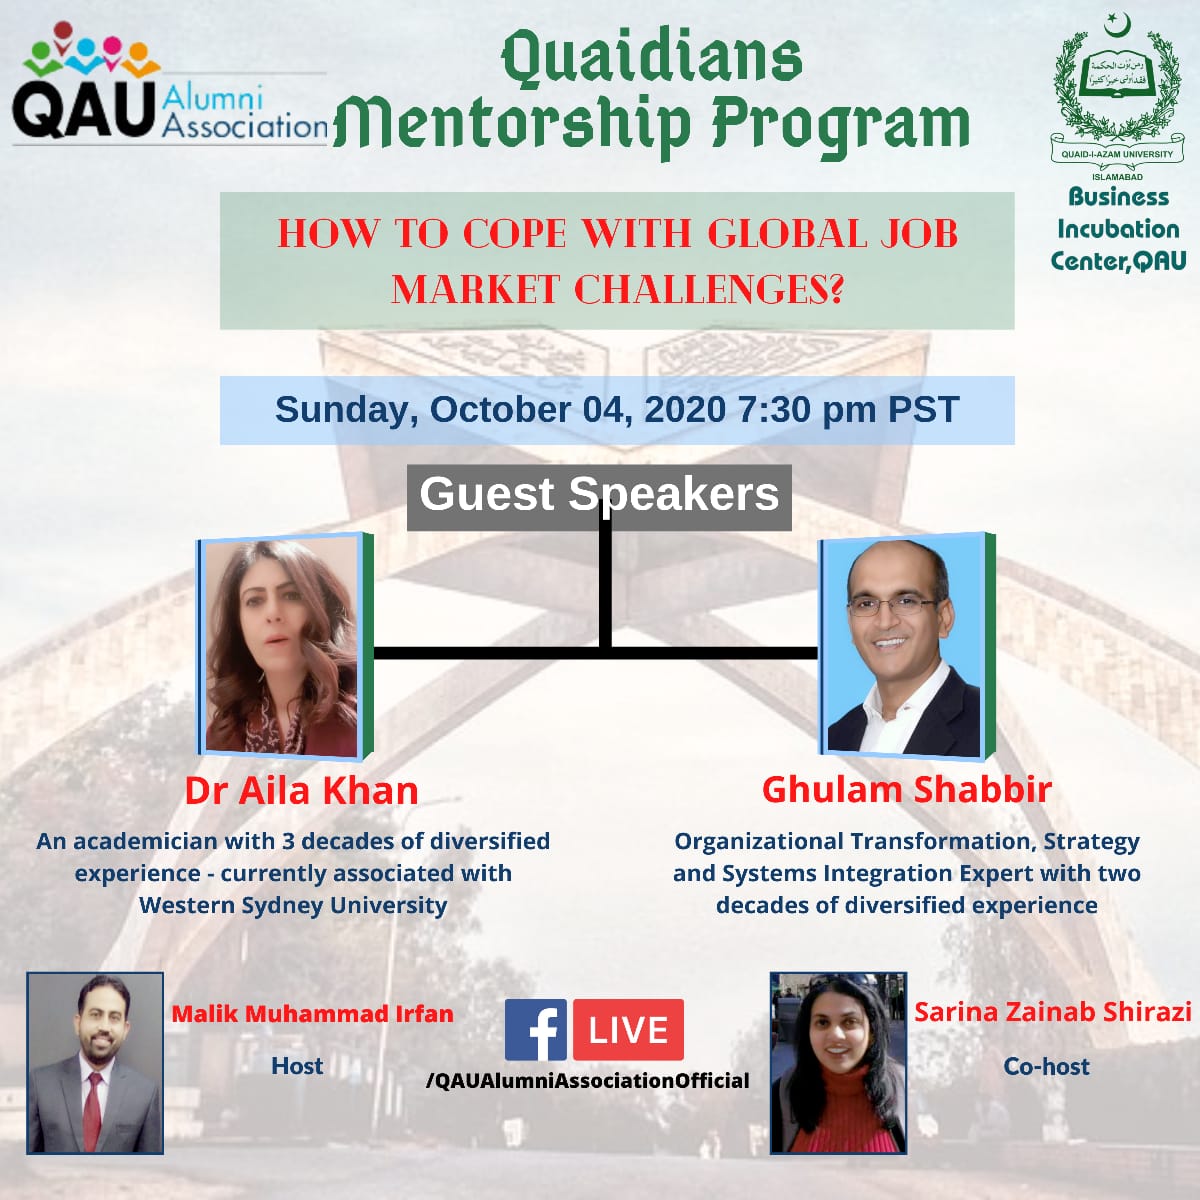 QAU Alumni
Association
Quaidians
Mentorship Program
QUAID-I-AZAM UNIVERSITY
ISLAMABAD
Business
Incubation
Center,QAU
HOW TO COPE WITH GLOBAL JOB
MARKET CHALLENGES?
Sunday, October 04, 2020 7:30 pm PST
Guest Speakers
Dr Aila Khan
An academician with 3 decades of diversified
experience - currently associated with
Western Sydney University
Ghulam Shabbir
Organizational Transformation, Strategy
and Systems Integration Expert with two
decades of diversified experience
Malik Muhammad Irfan
Host
f LIVE
/QAUAlumniAssociationOfficial
Sarina Zainab Shirazi
Co-host